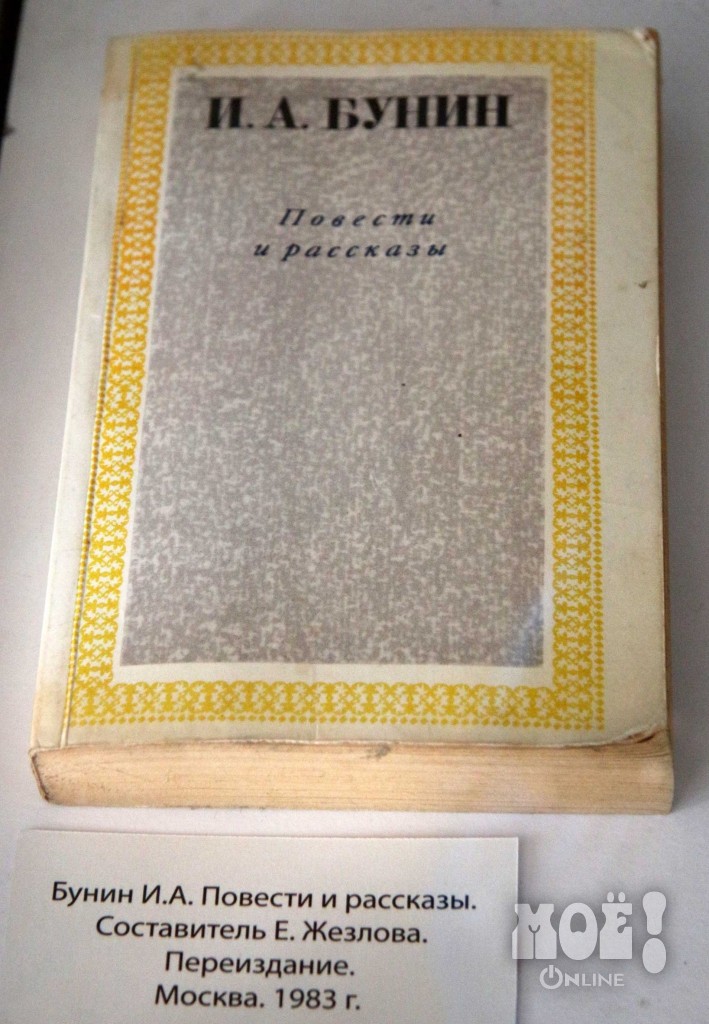 И. А. БУНИН
Повести
и рассказы
Бунин И.А. Повести и рассказы.
Составитель Е. Жезлова.
Переиздание.
Москва. 1983 г.
МОЁ!
ONLINE